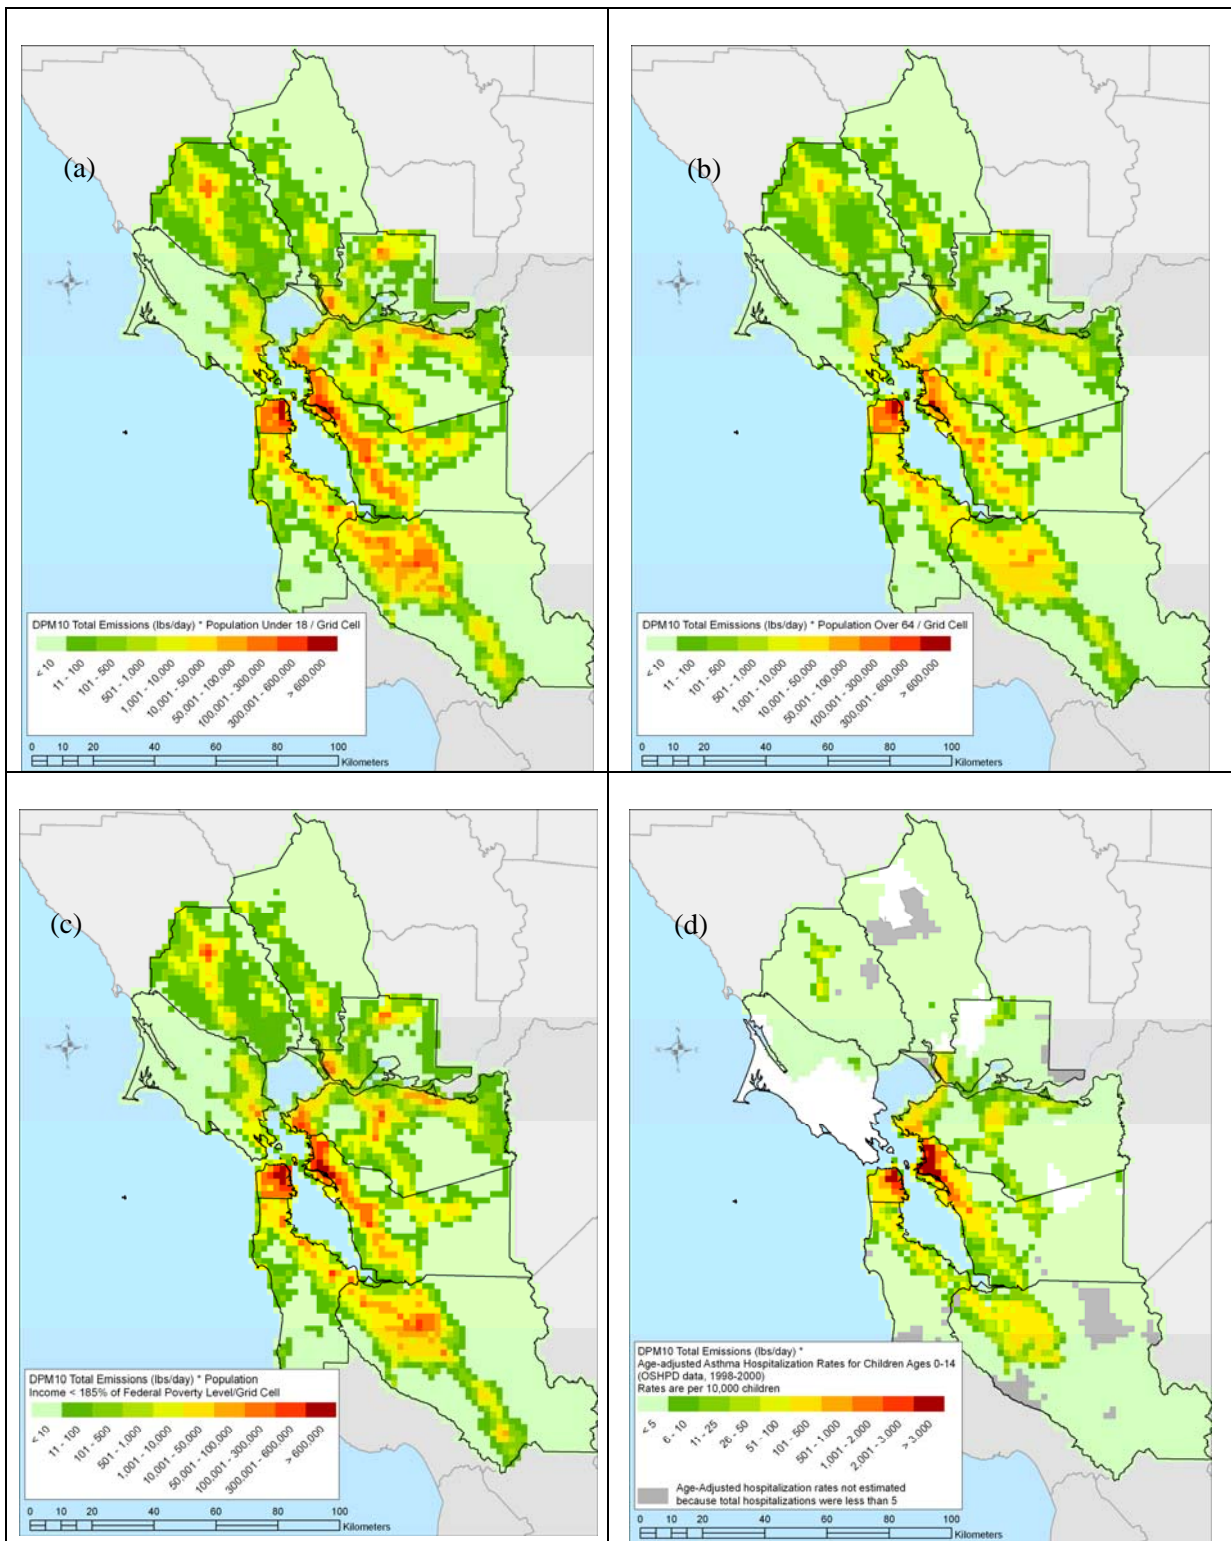 (a)
DPM10 Total Emissions (lbs/day) * Population Under 18 / Grid Cell
< 10
11 - 100
101 - 500
501 - 1,000
1,001 - 10,000
10,001 - 50,000
50,001 - 100,000
100,001 - 300,000
300,001 - 600,000
> 600,000
0 10 20 40 60 80 100
Kilometers
(b)
DPM10 Total Emissions (lbs/day) * Population Over 64 / Grid Cell
< 10
11 - 100
101 - 500
501 - 1,000
1,001 - 10,000
10,001 - 50,000
50,001 - 100,000
100,001 - 300,000
300,001 - 600,000
> 600,000
0 10 20 40 60 80 100
Kilometers
(c)
DPM10 Total Emissions (lbs/day) * Population
Income < 185% of Federal Poverty Level/Grid Cell
< 10
11 - 100
101 - 500
501 - 1,000
1,001 - 10,000
10,001 - 50,000
50,001 - 100,000
100,001 - 300,000
300,001 - 600,000
> 600,000
0 10 20 40 60 80 100
Kilometers
(d)
DPM10 Total Emissions (lbs/day) *
Age-adjusted Asthma Hospitalization Rates for Children Ages 0-14
(OSHPD data, 1998-2000)
Rates are per 10,000 children
< 5
6 - 10
11 - 25
26 - 50
51 - 100
101 - 500
501 - 1,000
1,001 - 2,000
2,001 - 3,000
> 3,000
Age-Adjusted hospitalization rates not estimated
because total hospitalizations were less than 5
0 10 20 40 60 80 100
Kilometers